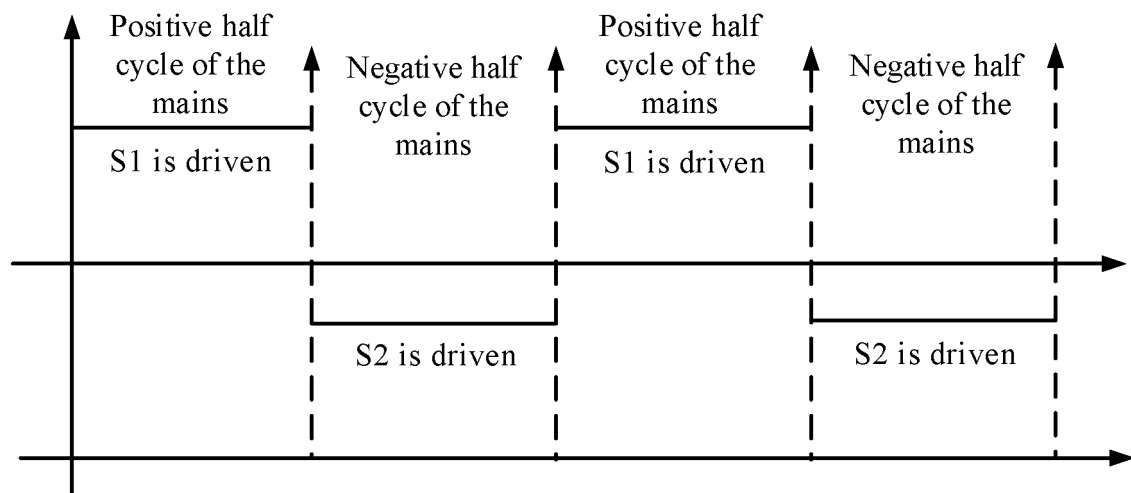 Positive half
cycle of the
mains
S1 is driven
Negative half
cycle of the
mains
S2 is driven
Positive half
cycle of the
mains
S1 is driven
Negative half
cycle of the
mains
S2 is driven